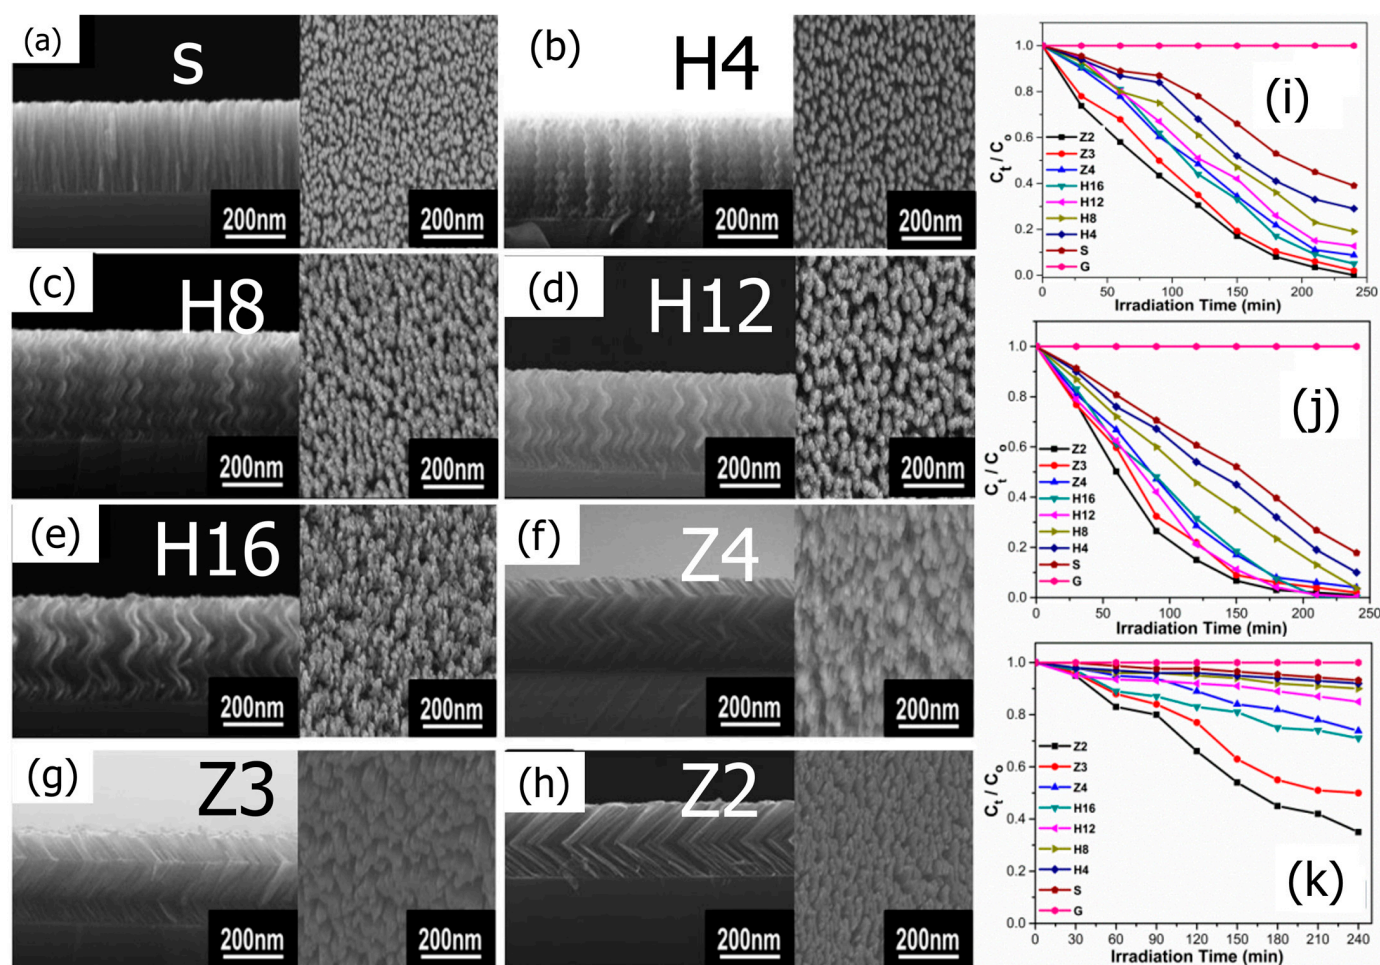 (a)
S
200nm
200nm
(b)
H4
200nm
200nm
(c)
H8
200nm
200nm
(d)
H12
200nm
200nm
(e)
H16
200nm
200nm
(f)
Z4
200nm
200nm
(g)
Z3
200nm
200nm
(h)
Z2
200nm
200nm
(i)
1.0
0.8
0.6
0.4
0.2
0.0
Ct / Co
Z2
Z3
Z4
H16
H12
H8
H4
S
G
0 50 100 150 200 250
Irradiation Time (min)
(j)
1.0
0.8
0.6
0.4
0.2
0.0
Ct / Co
Z2
Z3
Z4
H16
H12
H8
H4
S
G
0 50 100 150 200 250
Irradiation Time (min)
(k)
1.0
0.8
0.6
0.4
0.2
0.0
Ct / Co
Z2
Z3
Z4
H16
H12
H8
H4
S
G
0 30 60 90 120 150 180 210 240
Irradiation Time (min)